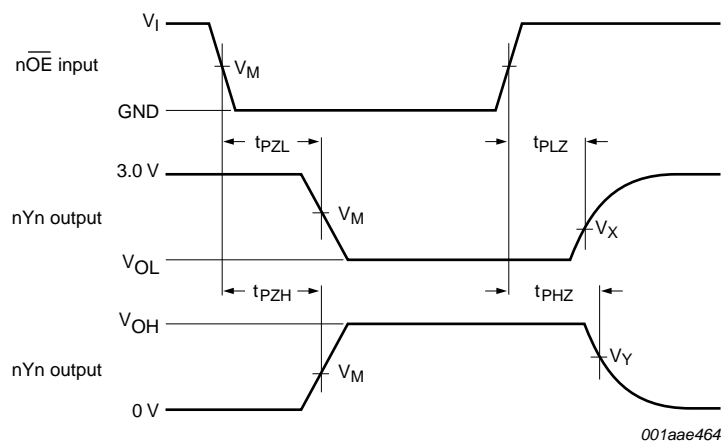 V_I
nO̅E̅ input
V_M
GND
t_PZL
t_PLZ
3.0 V
nYn output
V_M
V_X
V_OL
t_PZH
t_PHZ
V_OH
nYn output
V_M
V_Y
0 V
001aae464